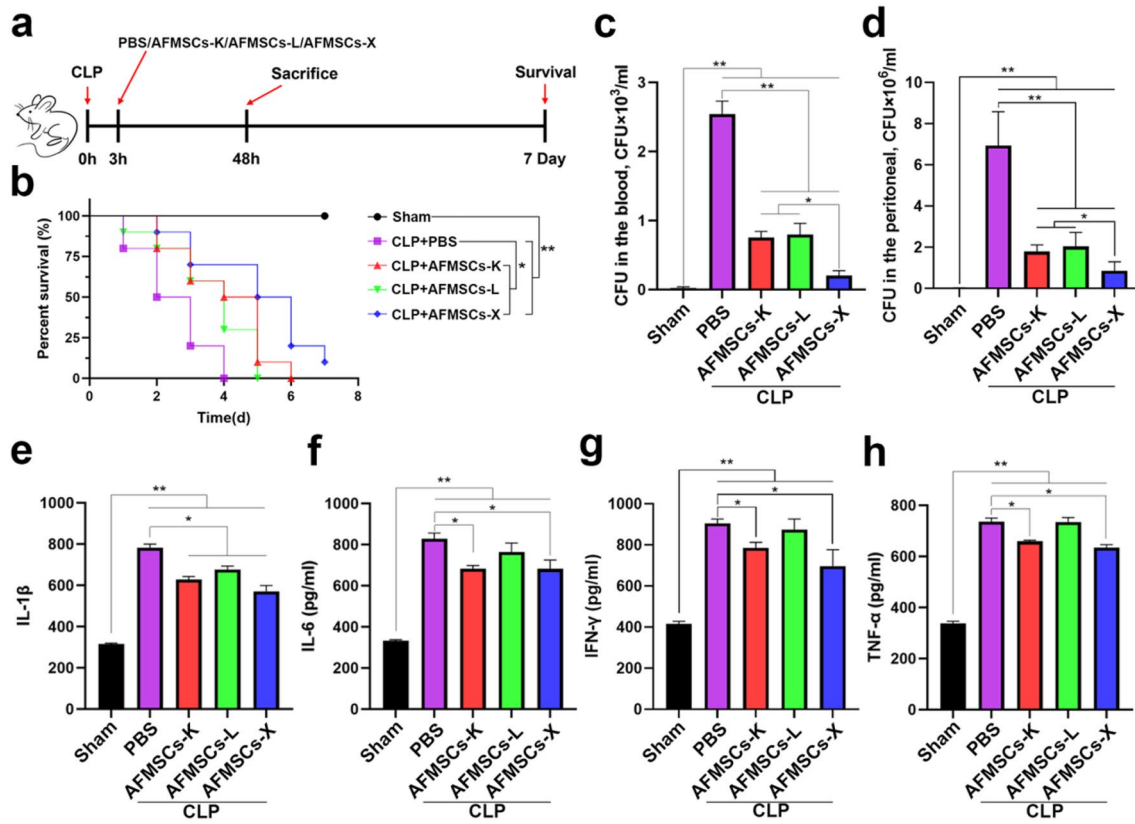 a
PBS/AFMSCs-K/AFMSCs-L/AFMSCs-X
CLP
Sacrifice
Survival
0h
3h
48h
7 Day
b
Percent survival (%)
100
75
50
25
0
0
2
4
6
8
Time(d)
Sham
CLP+PBS
CLP+AFMSCs-K
CLP+AFMSCs-L
CLP+AFMSCs-X
*
**
c
CFU in the blood, CFU×10³/ml
3
2
1
0
**
**
*
Sham
PBS
AFMSCs-K
AFMSCs-L
AFMSCs-X
CLP
d
CFU in the peritoneal, CFU×10⁶/ml
10
8
6
4
2
0
**
**
*
Sham
PBS
AFMSCs-K
AFMSCs-L
AFMSCs-X
CLP
e
IL-1β
1000
800
600
400
200
0
**
*
Sham
PBS
AFMSCs-K
AFMSCs-L
AFMSCs-X
CLP
f
IL-6 (pg/ml)
1000
800
600
400
200
0
**
*
*
Sham
PBS
AFMSCs-K
AFMSCs-L
AFMSCs-X
CLP
g
IFN-γ (pg/ml)
1000
800
600
400
200
0
**
*
*
Sham
PBS
AFMSCs-K
AFMSCs-L
AFMSCs-X
CLP
h
TNF-α (pg/ml)
800
600
400
200
0
**
*
*
Sham
PBS
AFMSCs-K
AFMSCs-L
AFMSCs-X
CLP